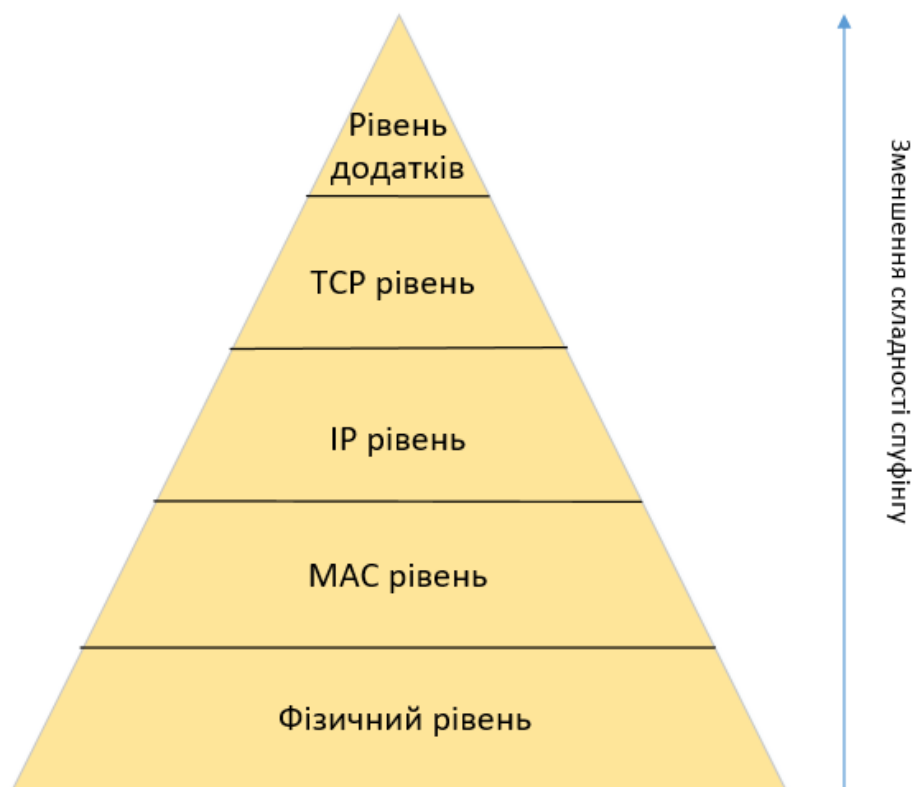 Рівень
додатків
TCP рівень
IP рівень
MAC рівень
Фізичний рівень
Зменшення складності спуфінгу